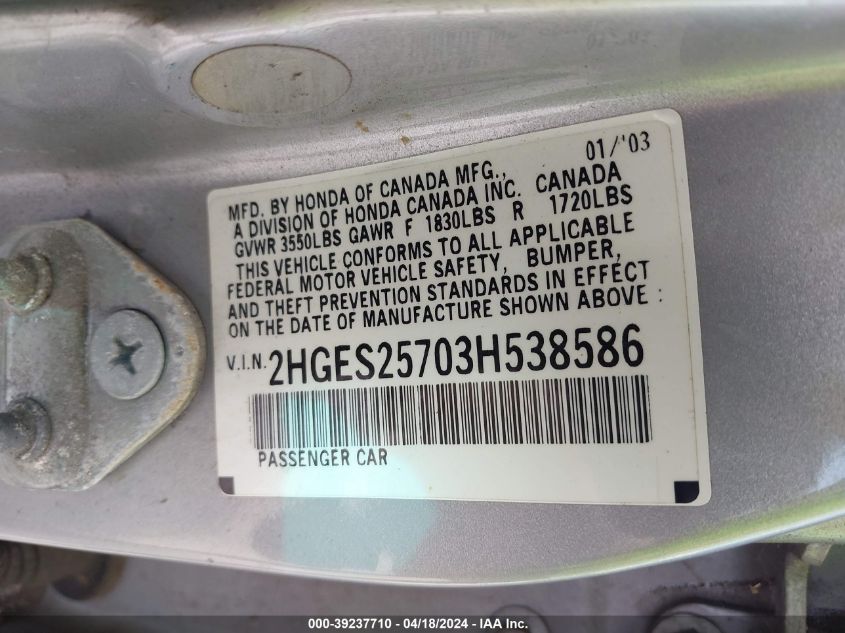 01/'03
MFD. BY HONDA OF CANADA MFG.,
A DIVISION OF HONDA CANADA INC. CANADA
GVWR 3550LBS GAWR F 1830LBS R 1720LBS
THIS VEHICLE CONFORMS TO ALL APPLICABLE
FEDERAL MOTOR VEHICLE SAFETY, BUMPER,
AND THEFT PREVENTION STANDARDS IN EFFECT
ON THE DATE OF MANUFACTURE SHOWN ABOVE :
V.I.N. 2HGES25703H538586
PASSENGER CAR
000-39237710 - 04/18/2024 - IAA Inc.